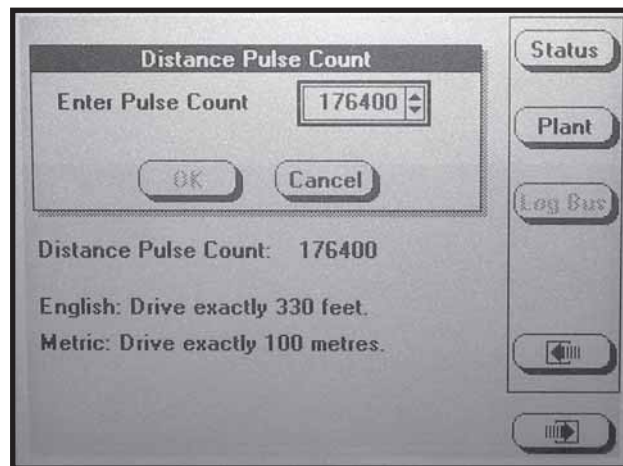 Distance Pulse Count
Enter Pulse Count 176400
OK Cancel
Distance Pulse Count: 176400
English: Drive exactly 330 feet.
Metric: Drive exactly 100 metres.
Status
Plant
Log Bus